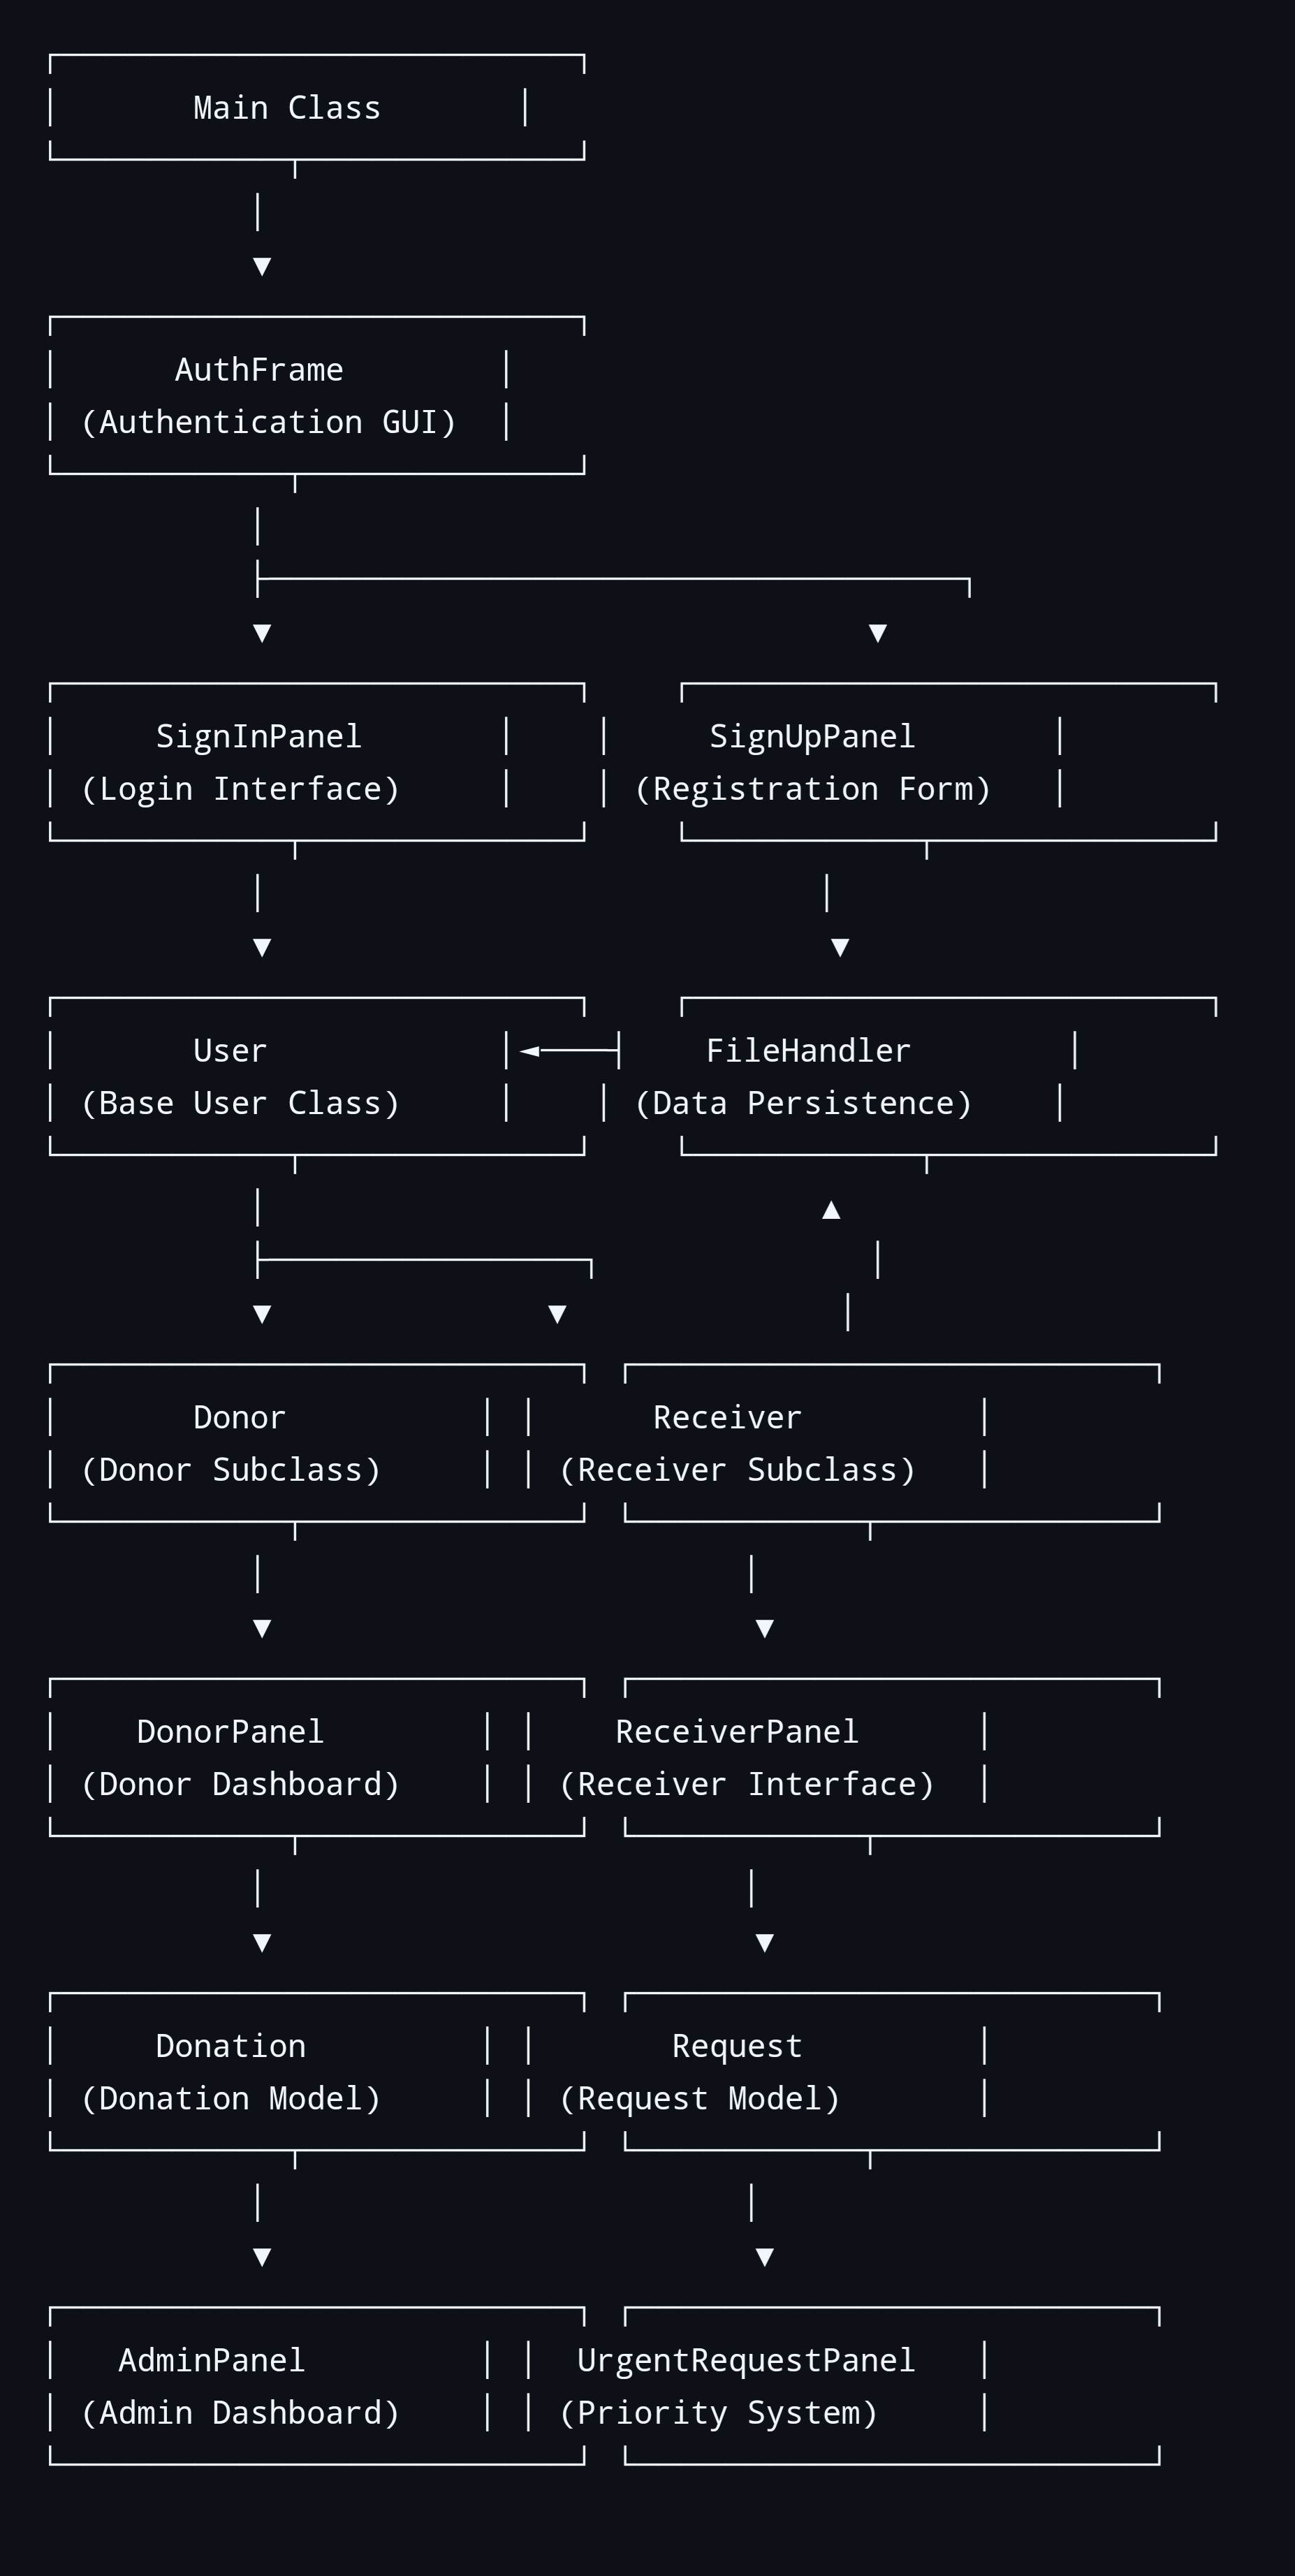 Main Class
AuthFrame
(Authentication GUI)
SignInPanel SignUpPanel
(Login Interface) (Registration Form)
User FileHandler
(Base User Class) (Data Persistence)
Donor Receiver
(Donor Subclass) (Receiver Subclass)
DonorPanel ReceiverPanel
(Donor Dashboard) (Receiver Interface)
Donation Request
(Donation Model) (Request Model)
AdminPanel UrgentRequestPanel
(Admin Dashboard) (Priority System)